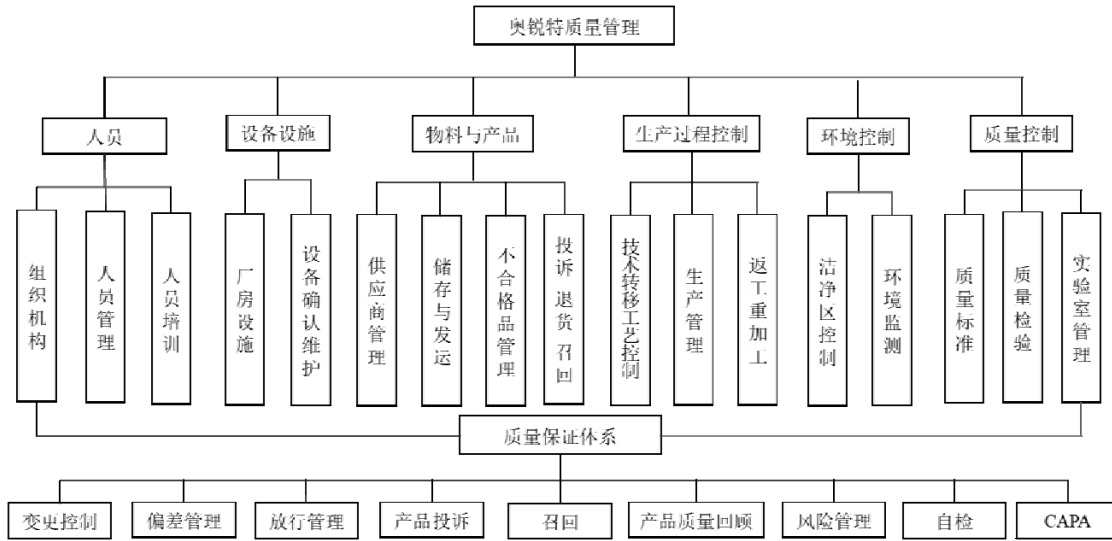 奥锐特质量管理
人员
设备设施
物料与产品
生产过程控制
环境控制
质量控制
组织机构
人员管理
人员培训
厂房设施
设备确认维护
供应商管理
储存与发运
不合格品管理
投诉 退货 召回
技术转移工艺控制
生产管理
返工重加工
洁净区控制
环境监测
质量标准
质量检验
实验室管理
质量保证体系
变更控制
偏差管理
放行管理
产品投诉
召回
产品质量回顾
风险管理
自检
CAPA